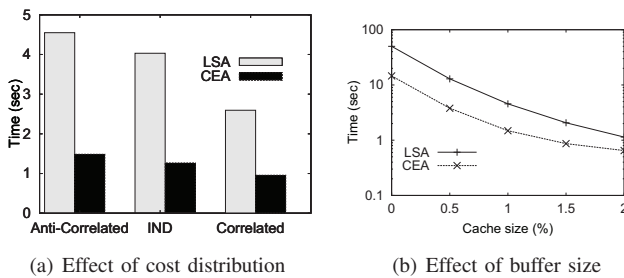 5
4
3
2
1
0
Time (sec)
LSA
CEA
Anti-Correlated IND Correlated
(a) Effect of cost distribution
100
10
1
0.1
Time (sec)
LSA
CEA
0 0.5 1 1.5 2
Cache size (%)
(b) Effect of buffer size